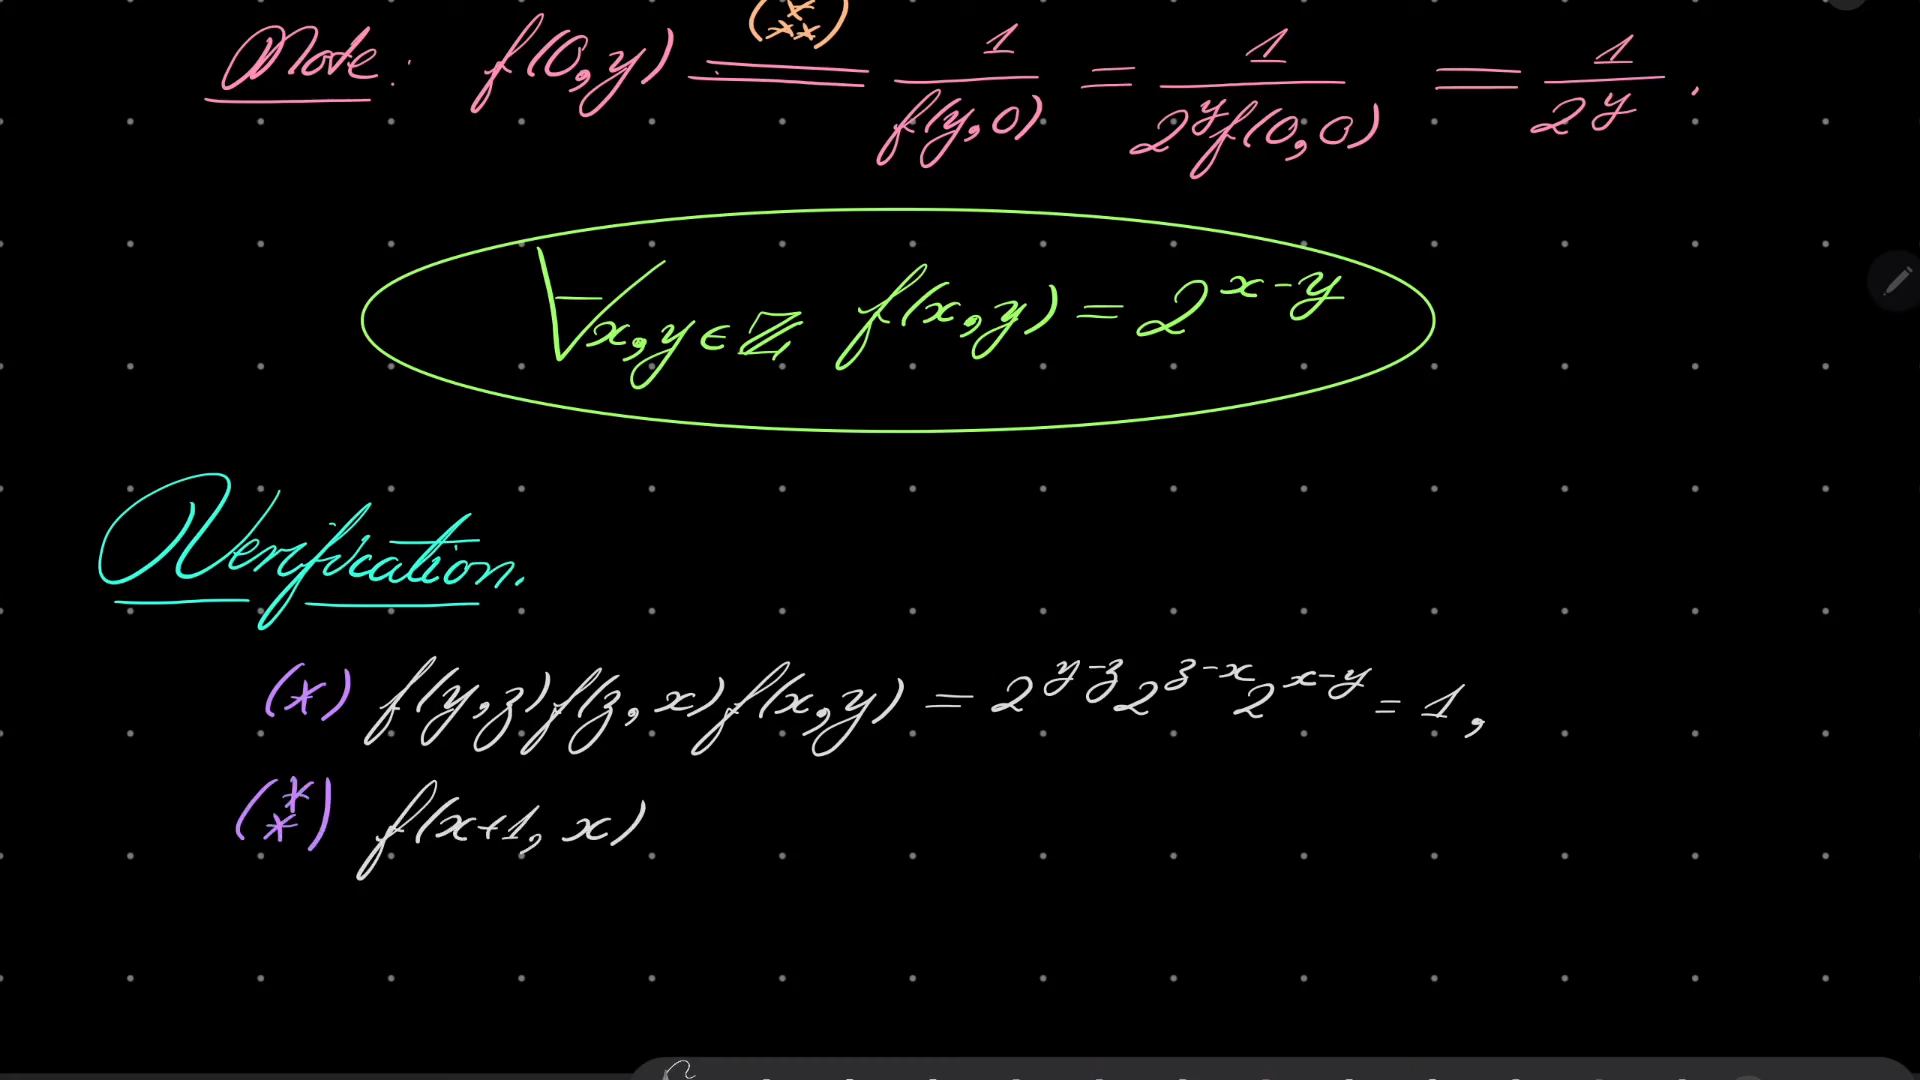 Note: f(0,y) (***)= 1/f(y,0) = 1/(2^y f(0,0)) = 1/2^y .
∀x,y∈ℤ f(x,y) = 2^(x-y)
Verification.
(*) f(y,z)f(z,x)f(x,y) = 2^(y-z) 2^(z-x) 2^(x-y) = 1,
(**) f(x+1, x)